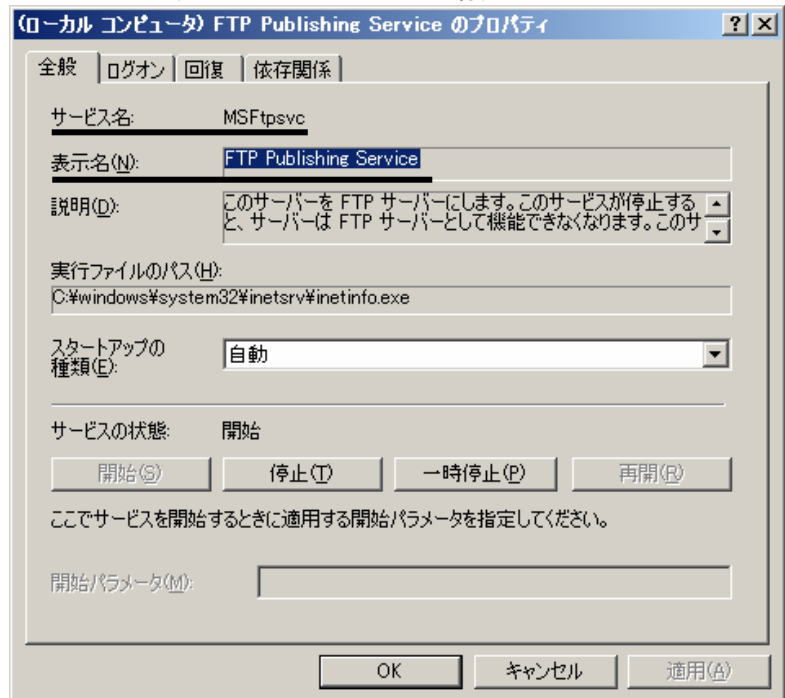 (ローカル コンピュータ) FTP Publishing Service のプロパティ
全般 ログオン 回復 依存関係
サービス名: MSFtpsvc
表示名(N): FTP Publishing Service
説明(D): このサーバーを FTP サーバーにします。このサービスが停止する
と、サーバーは FTP サーバーとして機能できなくなります。このサ
実行ファイルのパス(H):
C:¥windows¥system32¥inetsrv¥inetinfo.exe
スタートアップの
種類(E): 自動
サービスの状態: 開始
開始(S) 停止(T) 一時停止(P) 再開(R)
ここでサービスを開始するときに適用する開始パラメータを指定してください。
開始パラメータ(M):
OK キャンセル 適用(A)